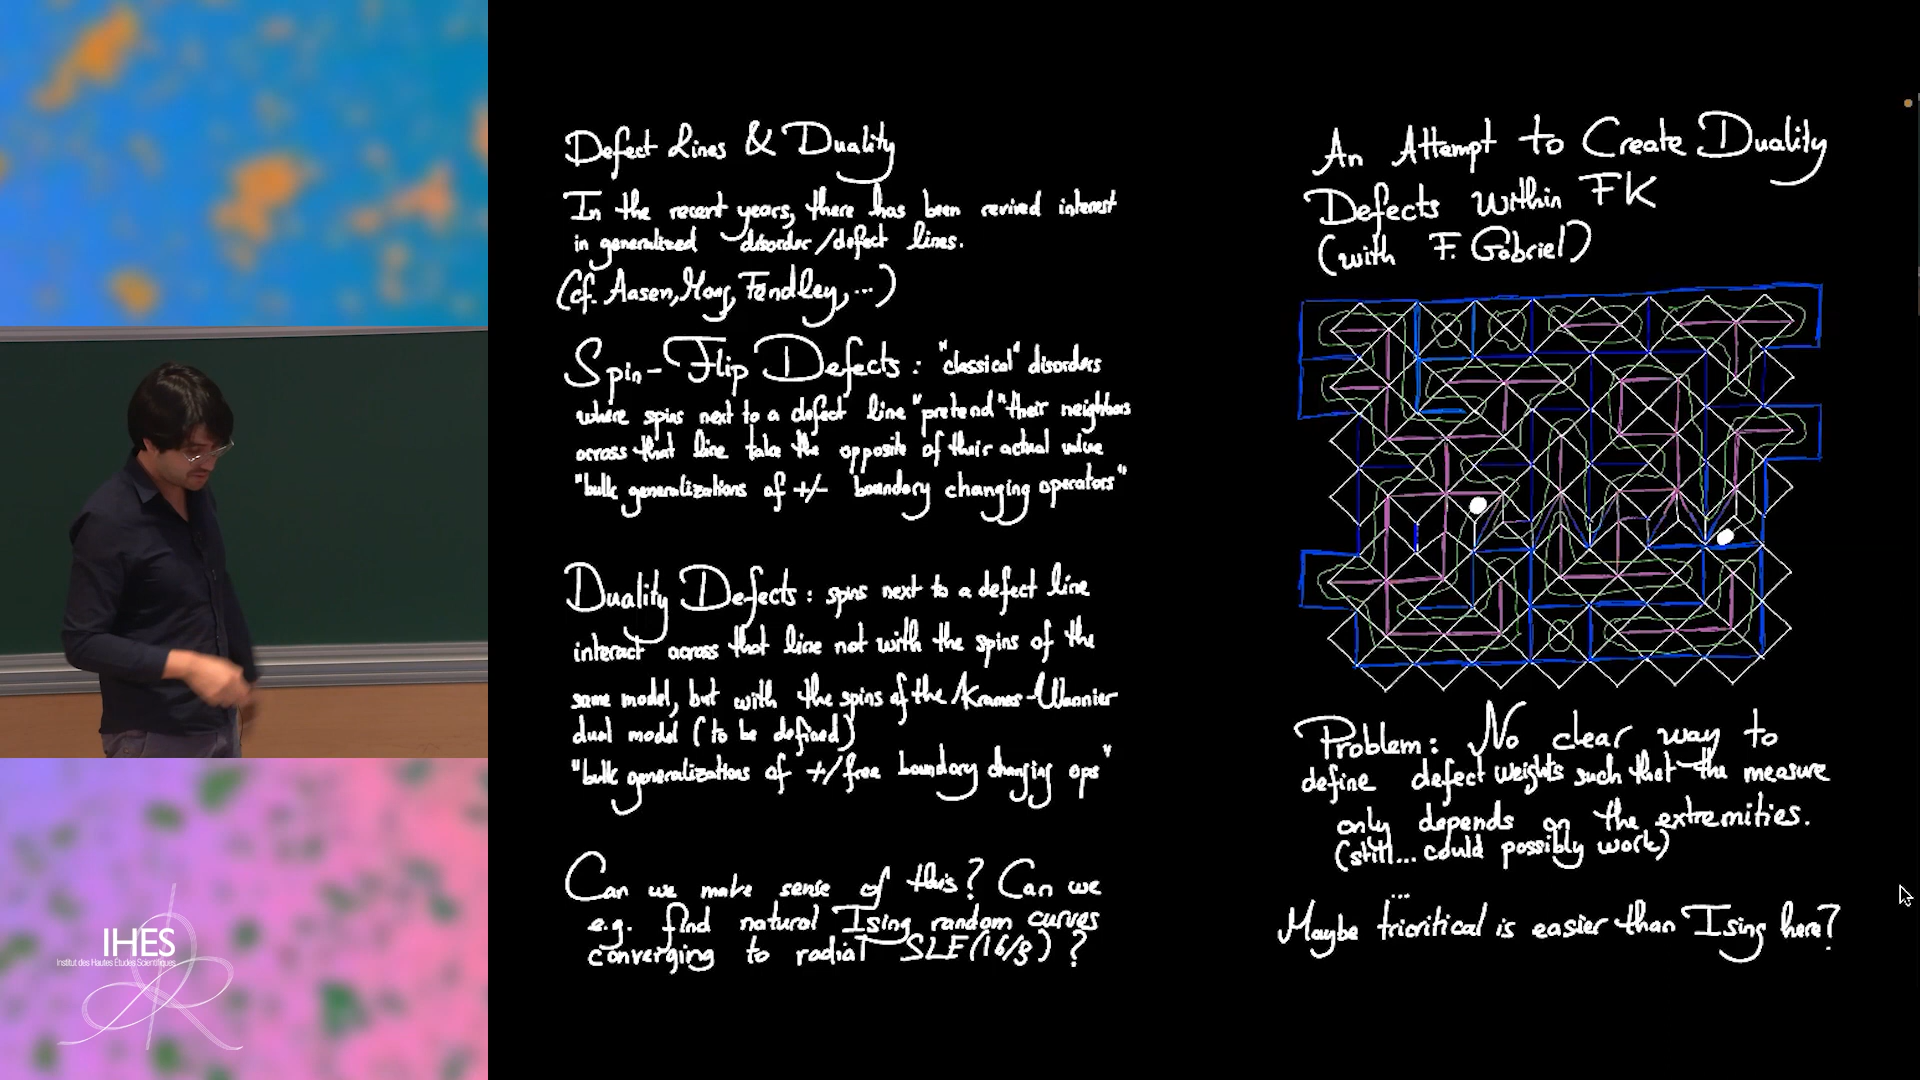 Defect Lines & Duality
In the recent years, there has been revived interest
in generalized disorder/defect lines.
(cf. Aasen, Mong, Fendley, ...)
Spin-Flip Defects: "classical" disorders
where spins next to a defect line "pretend" their neighbors
across that line take the opposite of their actual value
"bulk generalizations of +/- boundary changing operators"
Duality Defects: spins next to a defect line
interact across that line not with the spins of the
same model, but with the spins of the Kramers-Wannier
dual model (to be defined)
"bulk generalizations of +/free boundary changing ops"
Can we make sense of this? Can we
e.g. find natural Ising random curves
converging to radial SLE(16/3)?
An Attempt to Create Duality
Defects within FK
(with F. Gabriel)
Problem: No clear way to
define defect weights such that the measure
only depends on the extremities.
(still... could possibly work)
...
Maybe tricritical is easier than Ising here?
IHES
Institut des Hautes Études Scientifiques